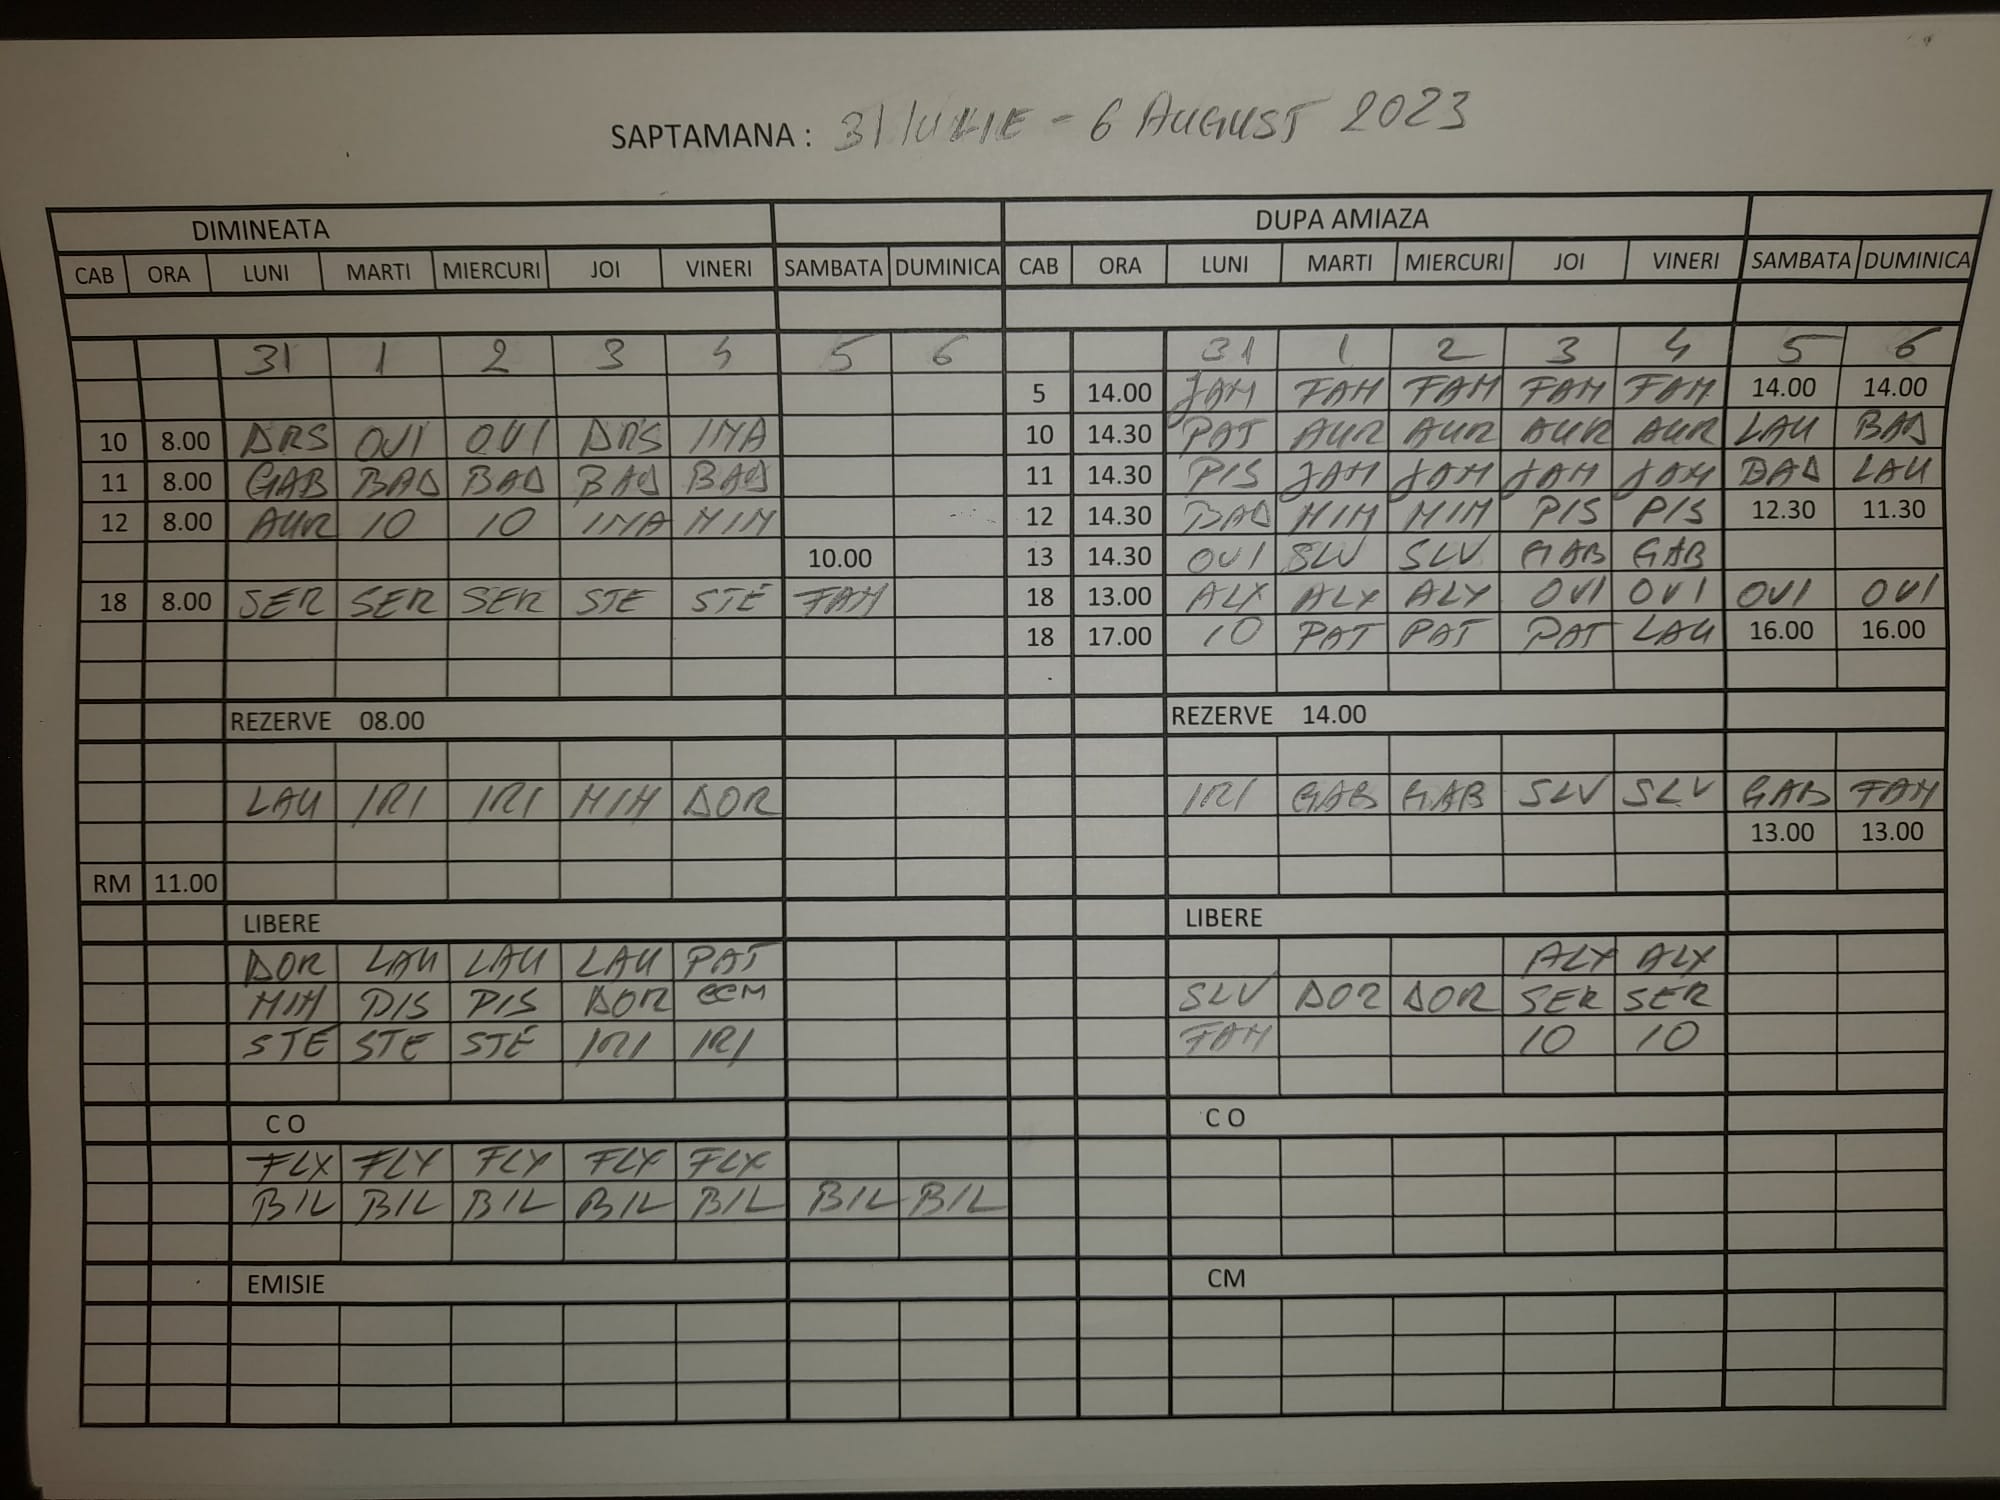 SAPTAMANA : 31 IULIE - 6 AUGUST 2023
DIMINEATA DUPA AMIAZA
CAB ORA LUNI MARTI MIERCURI JOI VINERI SAMBATA DUMINICA CAB ORA LUNI MARTI MIERCURI JOI VINERI SAMBATA DUMINICA
31 1 2 3 4 5 6 31 1 2 3 4 5 6
5 14.00 JAM FAM FAM FAM FAM 14.00 14.00
10 8.00 DRS OVI OVI DRS INA 10 14.30 PAT AUR AUR AUR AUR LAU BAD
11 8.00 GAB BAD BAD BAD BAD 11 14.30 PIS JAM JAM JAM JAM BAD LAU
12 8.00 AUR IO IO INA MIM 12 14.30 BAD MIM MIM PIS PIS 12.30 11.30
10.00 13 14.30 OVI SLV SLV GAB GAB
18 8.00 SER SER SER STE STE FAM 18 13.00 ALX ALX ALX OVI OVI OVI OVI
18 17.00 IO PAT PAT PAT LAU 16.00 16.00
REZERVE 08.00 REZERVE 14.00
LAU IRI IRI MIM DOR IRI GAB GAB SLV SLV GAB FAM
13.00 13.00
RM 11.00
LIBERE LIBERE
DOR LAU LAU LAU PAT ALX ALX
MIM PIS PIS DOR CCM SLV DOR DOR SER SER
STE STE STE IRI IRI FAM IO IO
C O C O
FLX FLX FLX FLX FLX
BIL BIL BIL BIL BIL BIL BIL
EMISIE CM